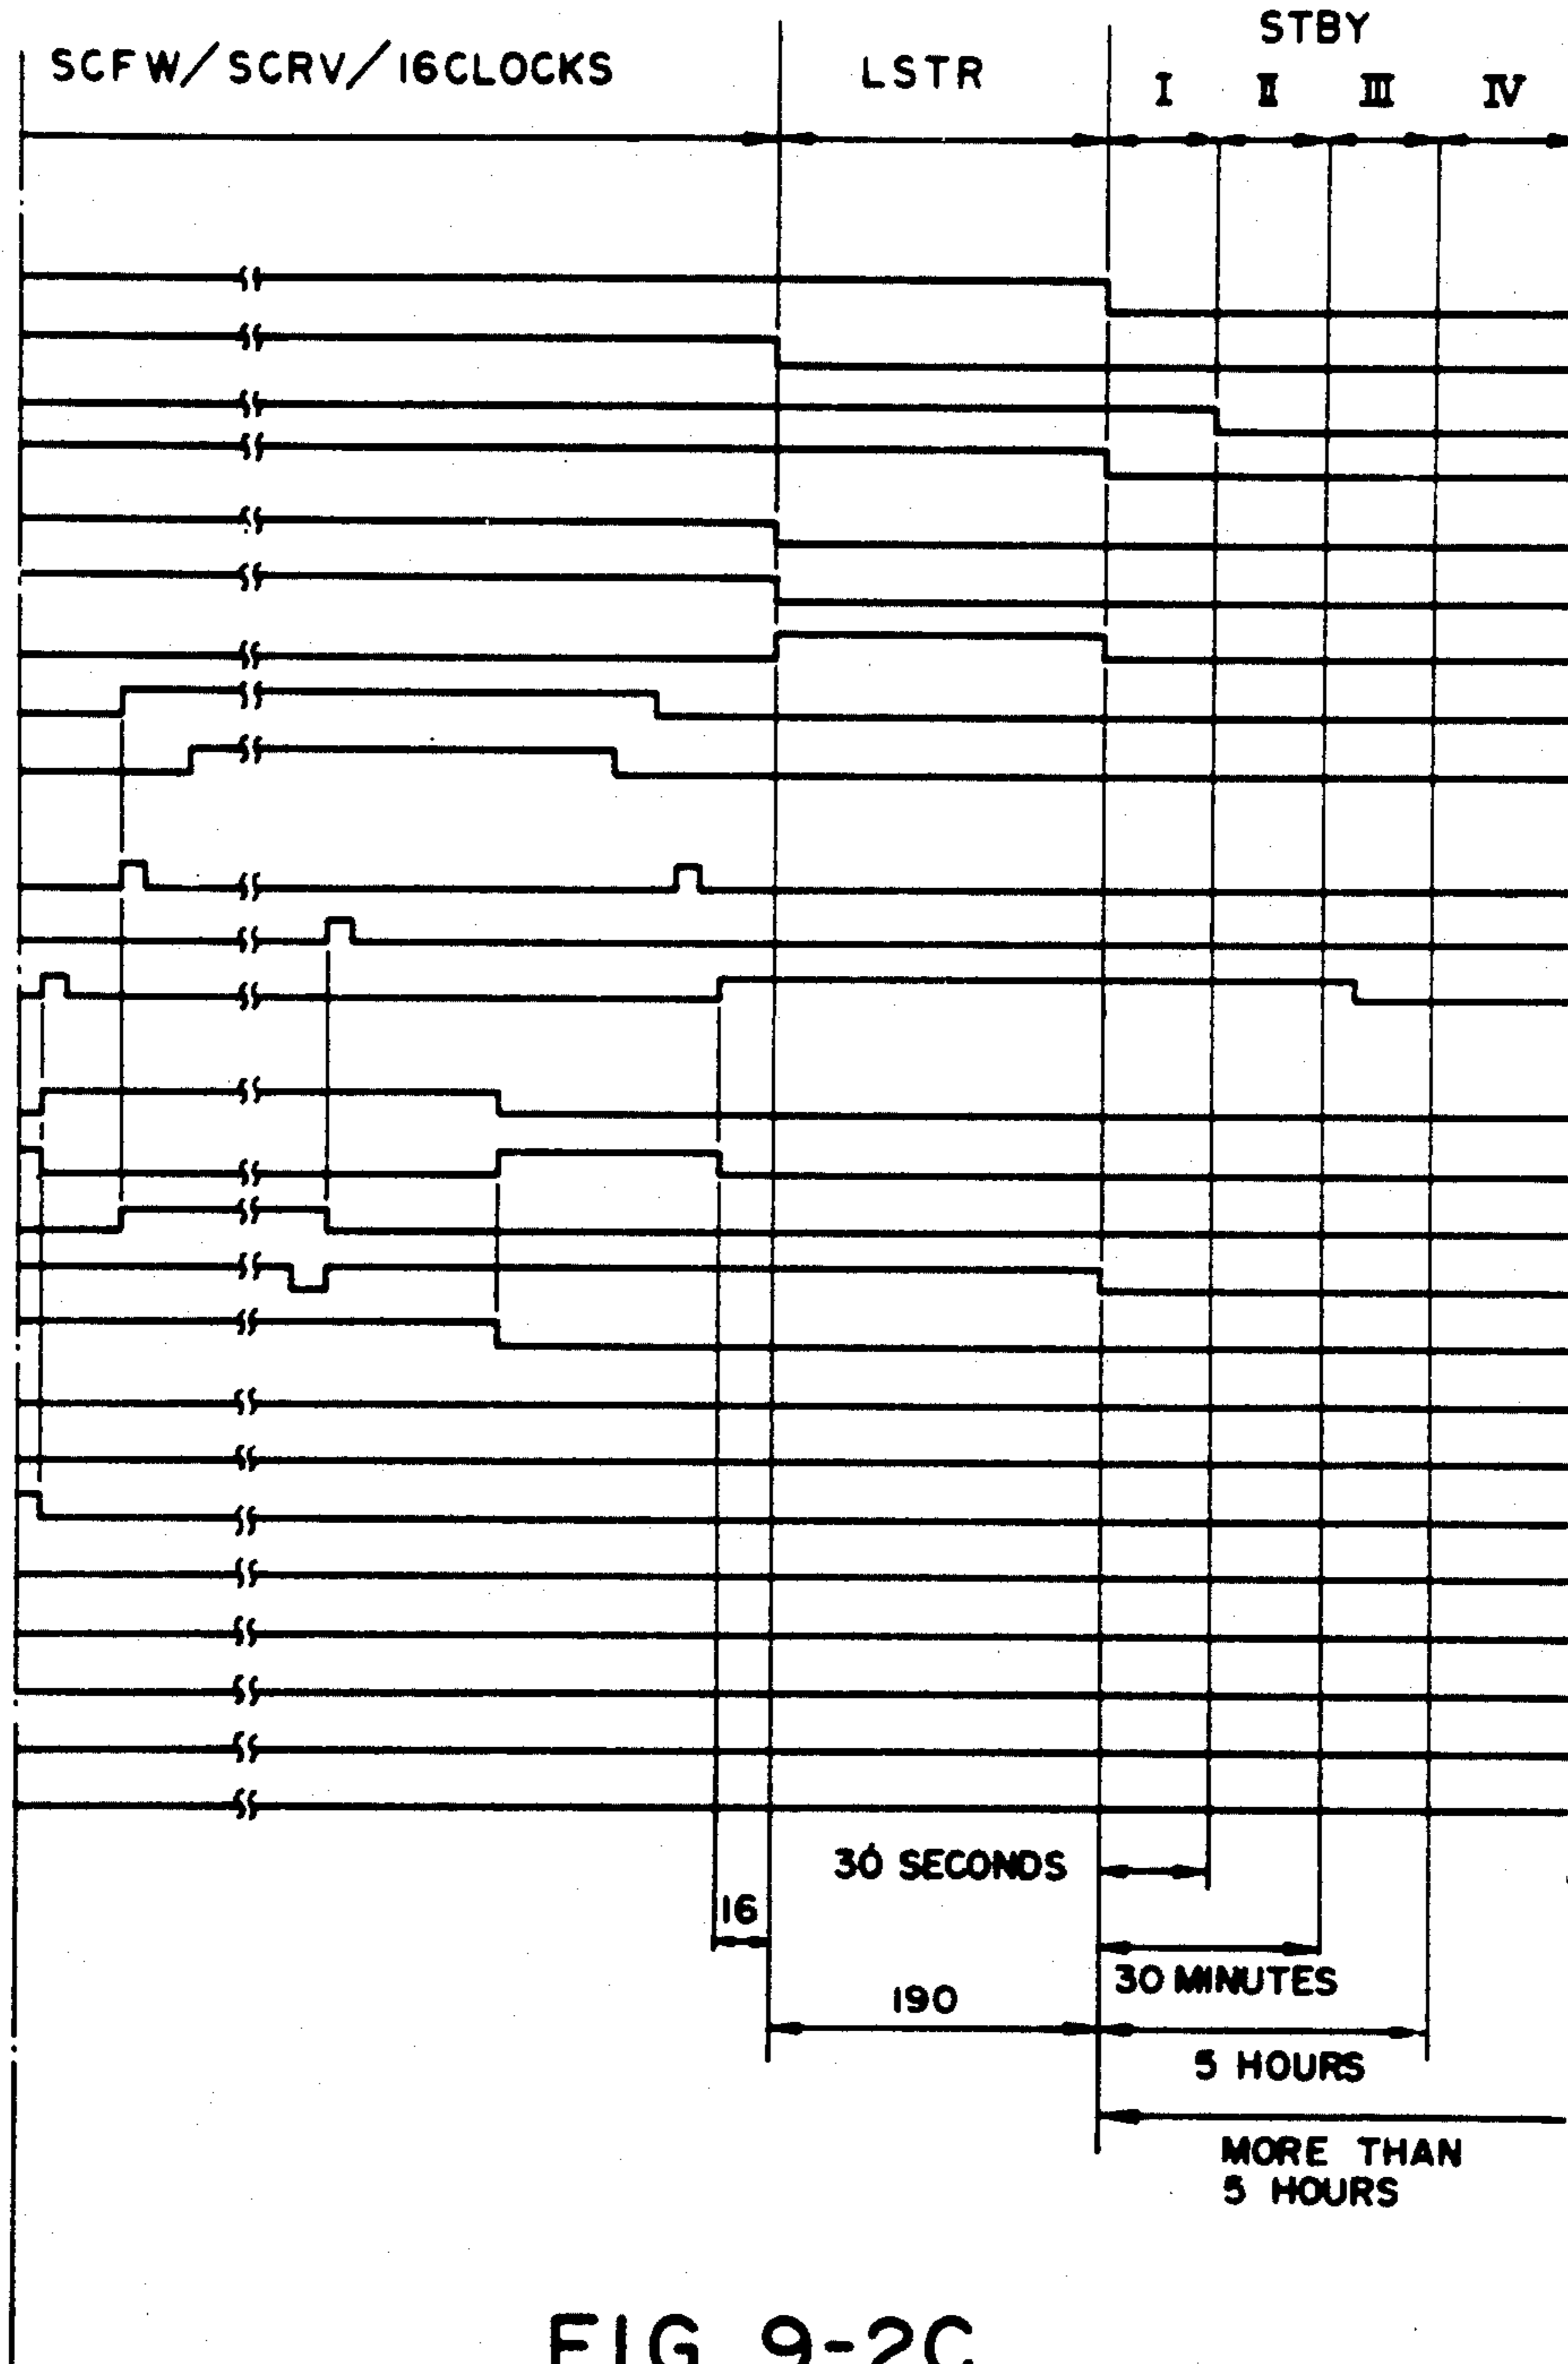 STBY
SCFW/SCRV/16CLOCKS
LSTR
I II III IV
30 SECONDS
16
30 MINUTES
190
5 HOURS
MORE THAN
5 HOURS
FIG 9-2C